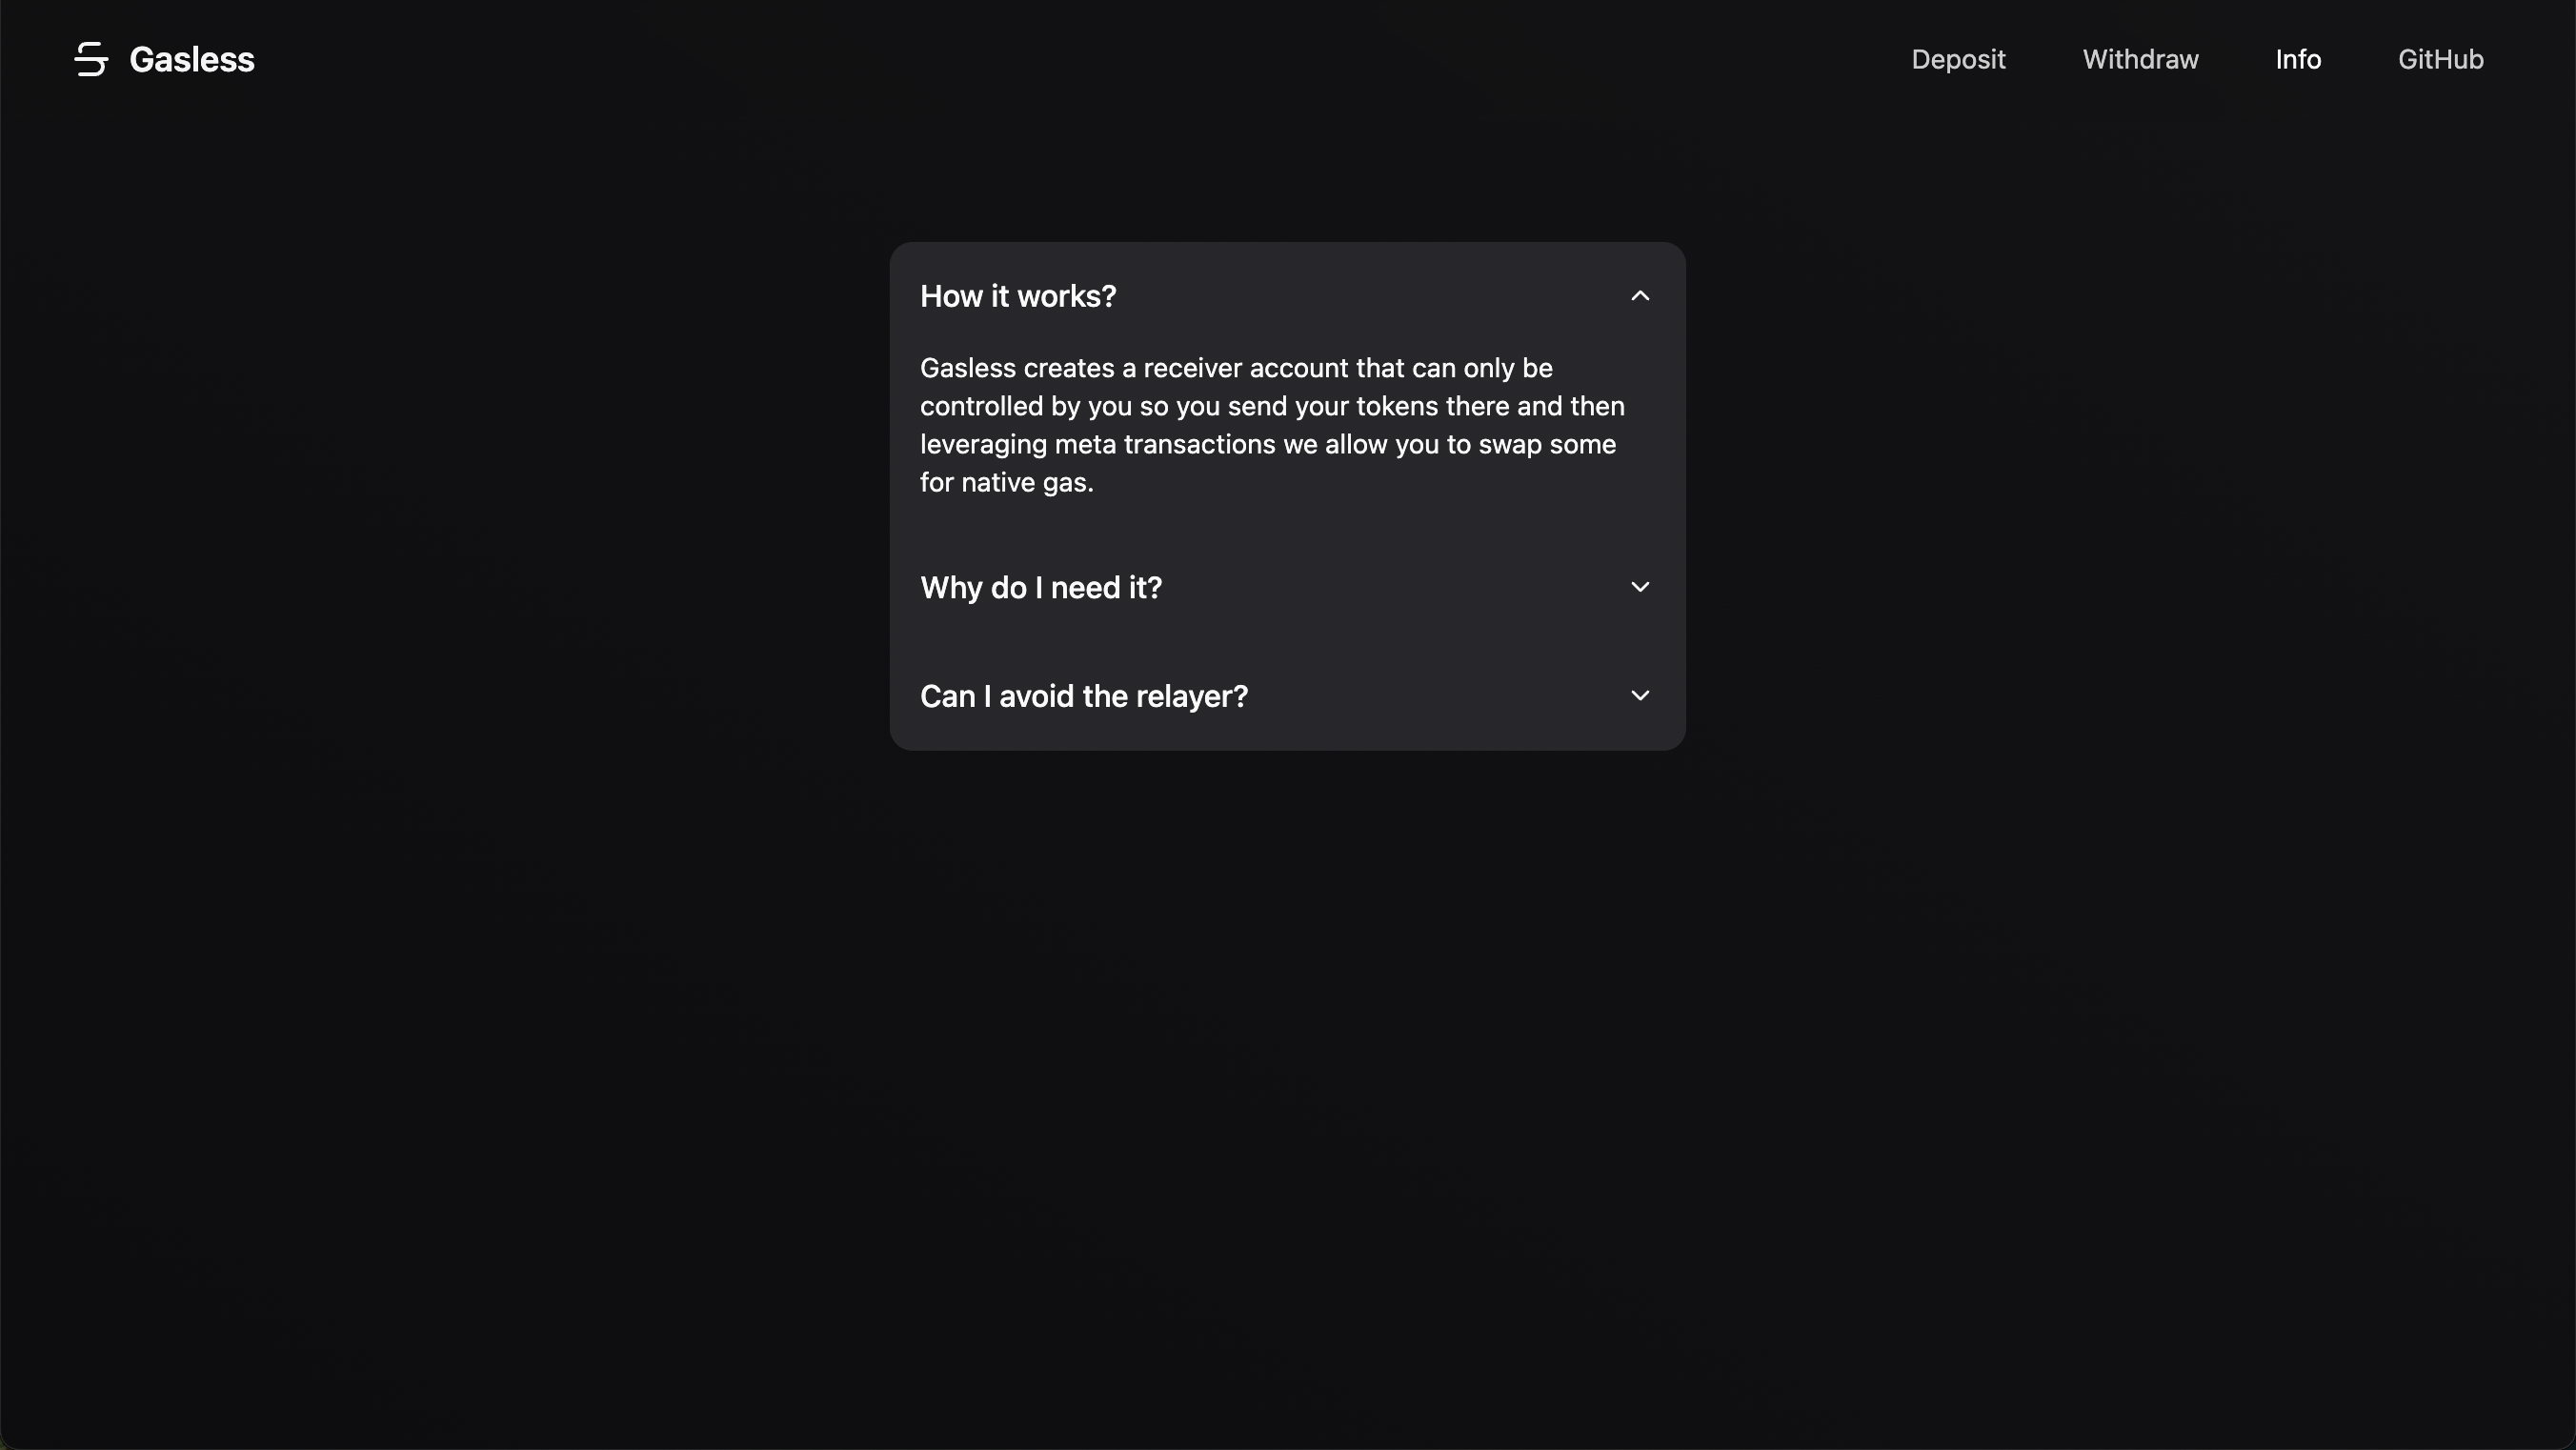 Gasless
Deposit
Withdraw
Info
GitHub
How it works?
Gasless creates a receiver account that can only be
controlled by you so you send your tokens there and then
leveraging meta transactions we allow you to swap some
for native gas.
Why do I need it?
Can I avoid the relayer?